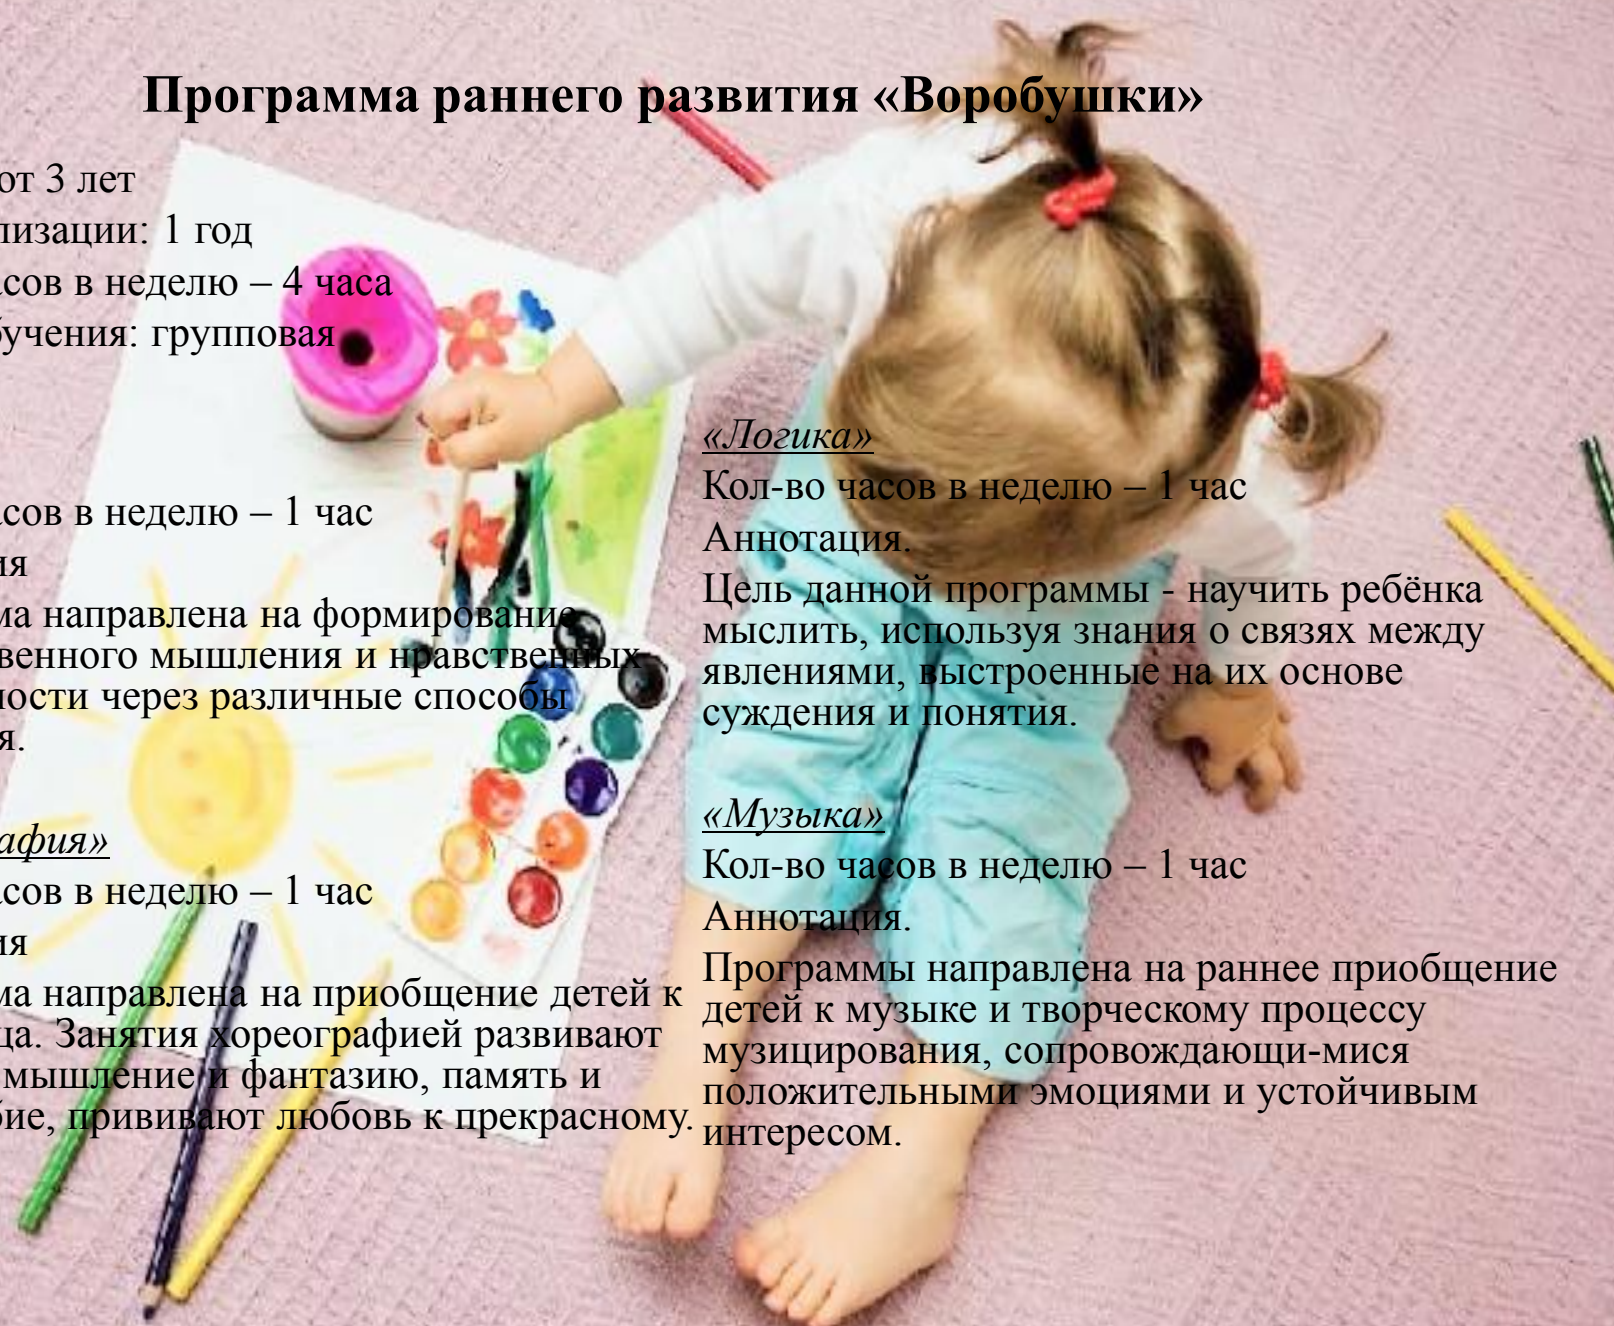 Программа раннего развития «Воробушки»
от 3 лет
лизации: 1 год
сов в неделю – 4 часа
бучения: групповая
сов в неделю – 1 час
ия
ма направлена на формирование
венного мышления и нравственных
ности через различные способы
я.
афия»
сов в неделю – 1 час
ия
ма направлена на приобщение детей к
ца. Занятия хореографией развивают
мышление и фантазию, память и
бие, прививают любовь к прекрасному.
«Логика»
Кол-во часов в неделю – 1 час
Аннотация.
Цель данной программы - научить ребёнка
мыслить, используя знания о связях между
явлениями, выстроенные на их основе
суждения и понятия.
«Музыка»
Кол-во часов в неделю – 1 час
Аннотация.
Программы направлена на раннее приобщение
детей к музыке и творческому процессу
музицирования, сопровождающи-мися
положительными эмоциями и устойчивым
интересом.